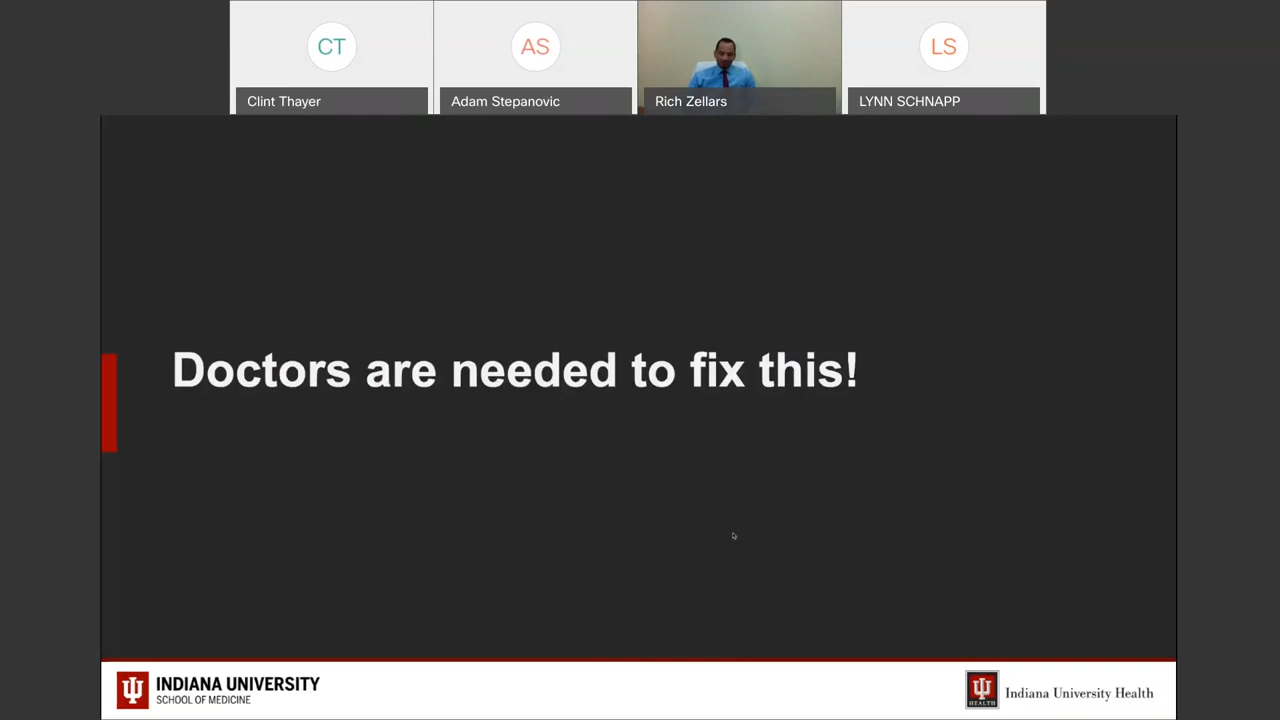 CT
AS
LS
Clint Thayer
Adam Stepanovic
Rich Zellars
LYNN SCHNAPP
Doctors are needed to fix this!
INDIANA UNIVERSITY
SCHOOL OF MEDICINE
HEALTH
Indiana University Health